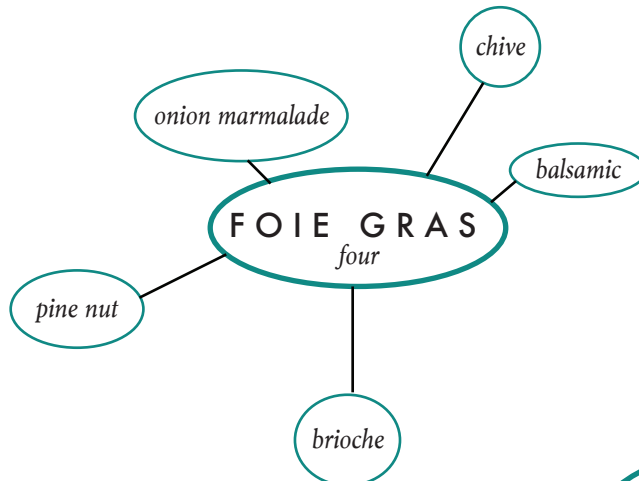 chive
onion marmalade
balsamic
FOIE GRAS
four
pine nut
brioche